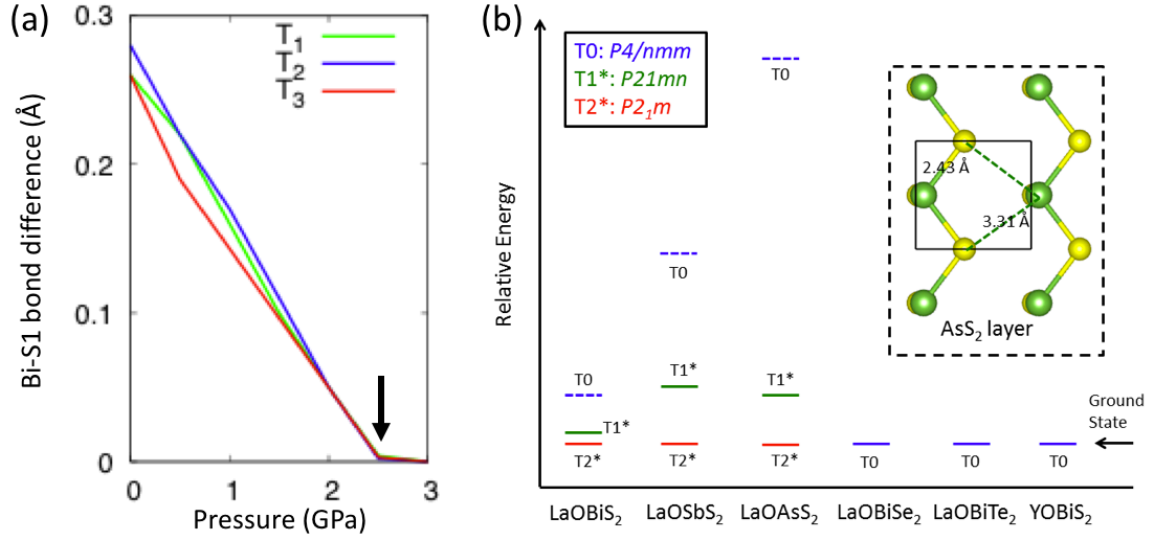 (a)
0.3
0.2
0.1
0
Bi-S1 bond difference (Å)
T₁
T₂
T₃
0
1
2
3
Pressure (GPa)
(b)
Relative Energy
T0: P4/nmm
T1*: P21mn
T2*: P2₁m
T0
T0
T0
T1*
T1*
T1*
T2*
T2*
T2*
T0
T0
T0
2.43 Å
3.31 Å
AsS₂ layer
Ground
State
LaOBiS₂
LaOSbS₂
LaOAsS₂
LaOBiSe₂
LaOBiTe₂
YOBiS₂